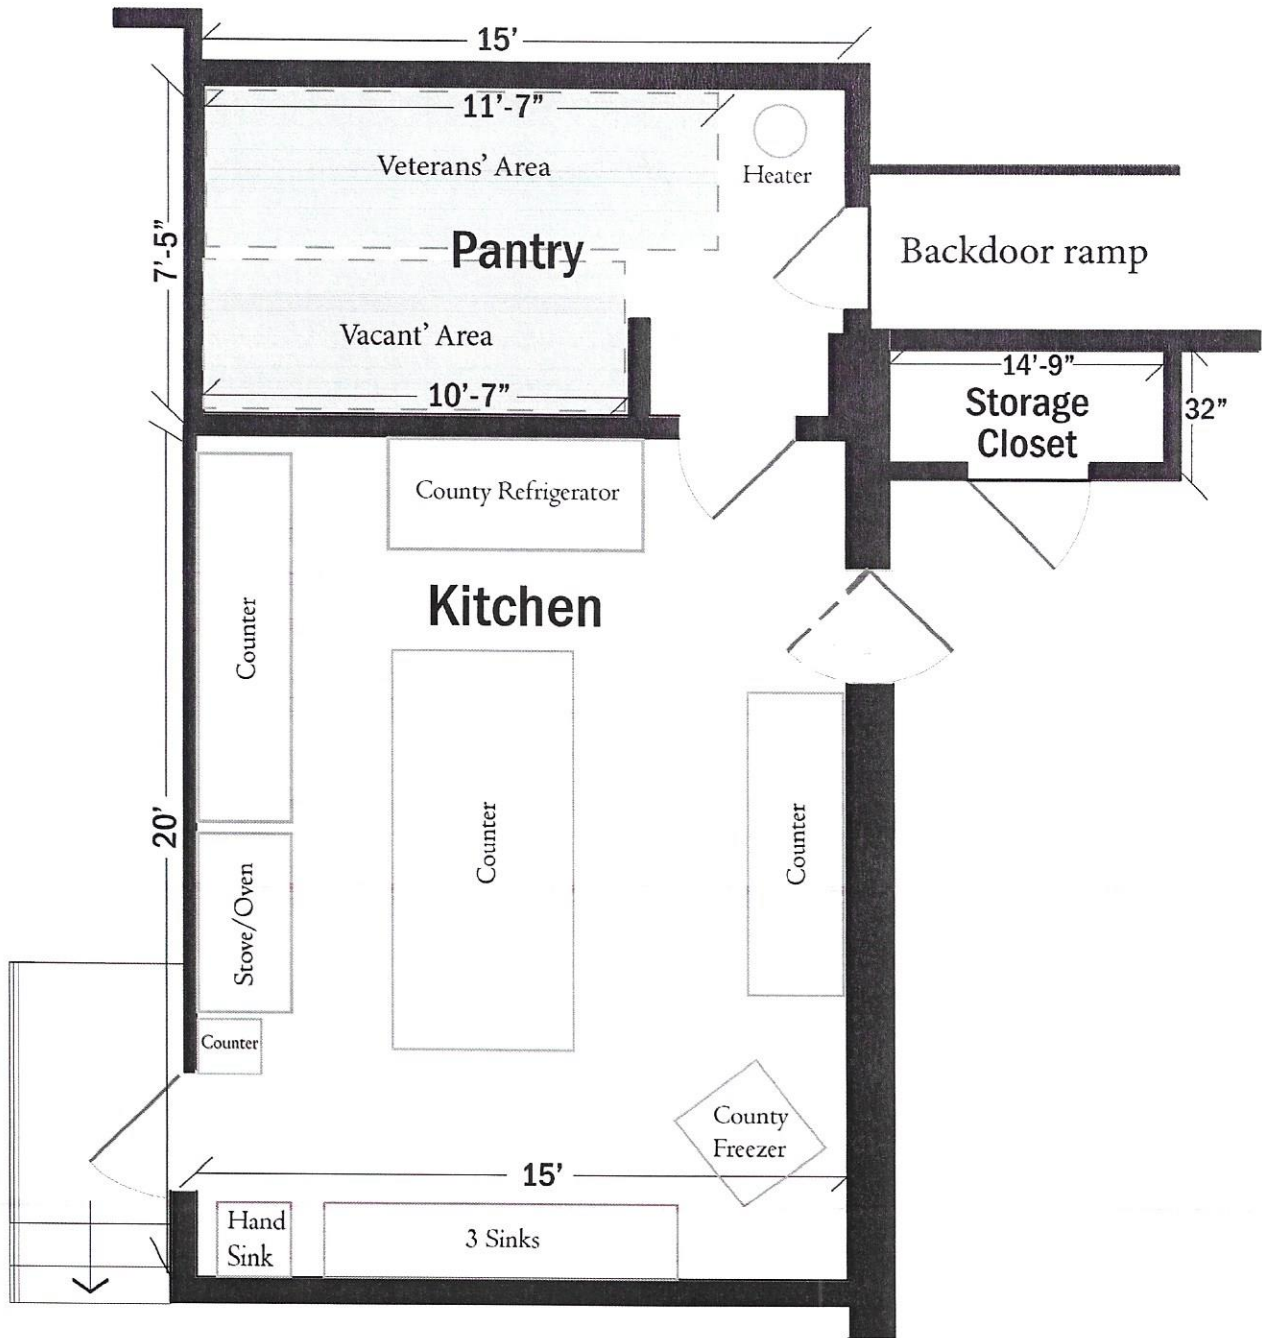 15'
11'-7"
Veterans' Area
Heater
Pantry
7'-5"
Backdoor ramp
Vacant' Area
10'-7"
14'-9"
Storage
Closet
32"
County Refrigerator
Kitchen
Counter
Counter
Counter
20'
Stove/Oven
Counter
County
Freezer
15'
Hand
Sink
3 Sinks